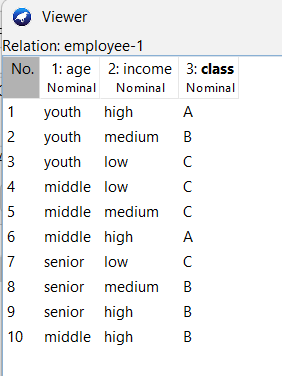 Viewer
Relation: employee-1
No. 1: age 2: income 3: class
Nominal Nominal Nominal
1 youth high A
2 youth medium B
3 youth low C
4 middle low C
5 middle medium C
6 middle high A
7 senior low C
8 senior medium B
9 senior high B
10 middle high B